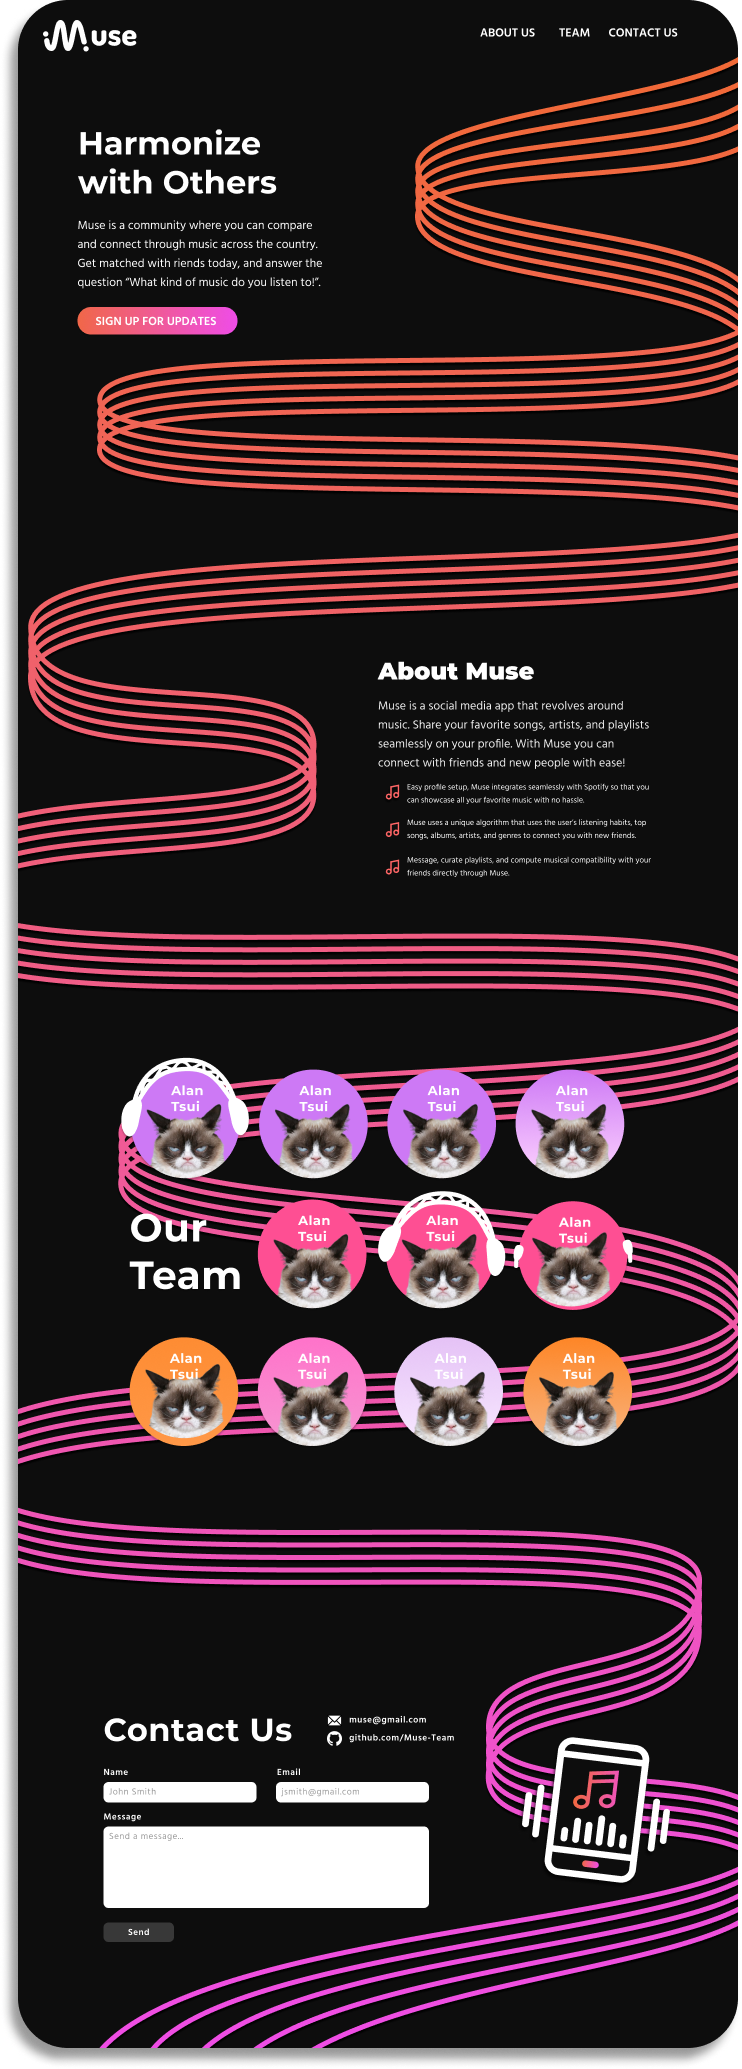 Muse
ABOUT US TEAM CONTACT US
Harmonize
with Others
Muse is a community where you can compare
and connect through music across the country.
Get matched with riends today, and answer the
question “What kind of music do you listen to!”.
SIGN UP FOR UPDATES
About Muse
Muse is a social media app that revolves around
music. Share your favorite songs, artists, and playlists
seamlessly on your profile. With Muse you can
connect with friends and new people with ease!
Easy profile setup, Muse integrates seamlessly with Spotify so that you
can showcase all your favorite music with no hassle.
Muse uses a unique algorithm that uses the user's listening habits, top
songs, albums, artists, and genres to connect you with new friends.
Message, curate playlists, and compute musical compatibility with your
friends directly through Muse.
Alan
Tsui
Alan
Tsui
Alan
Tsui
Alan
Tsui
Our
Team
Alan
Tsui
Alan
Tsui
Alan
Tsui
Alan
Tsui
Alan
Tsui
Alan
Tsui
Alan
Tsui
Contact Us
muse@gmail.com
github.com/Muse-Team
Name
John Smith
Email
jsmith@gmail.com
Message
Send a message...
Send